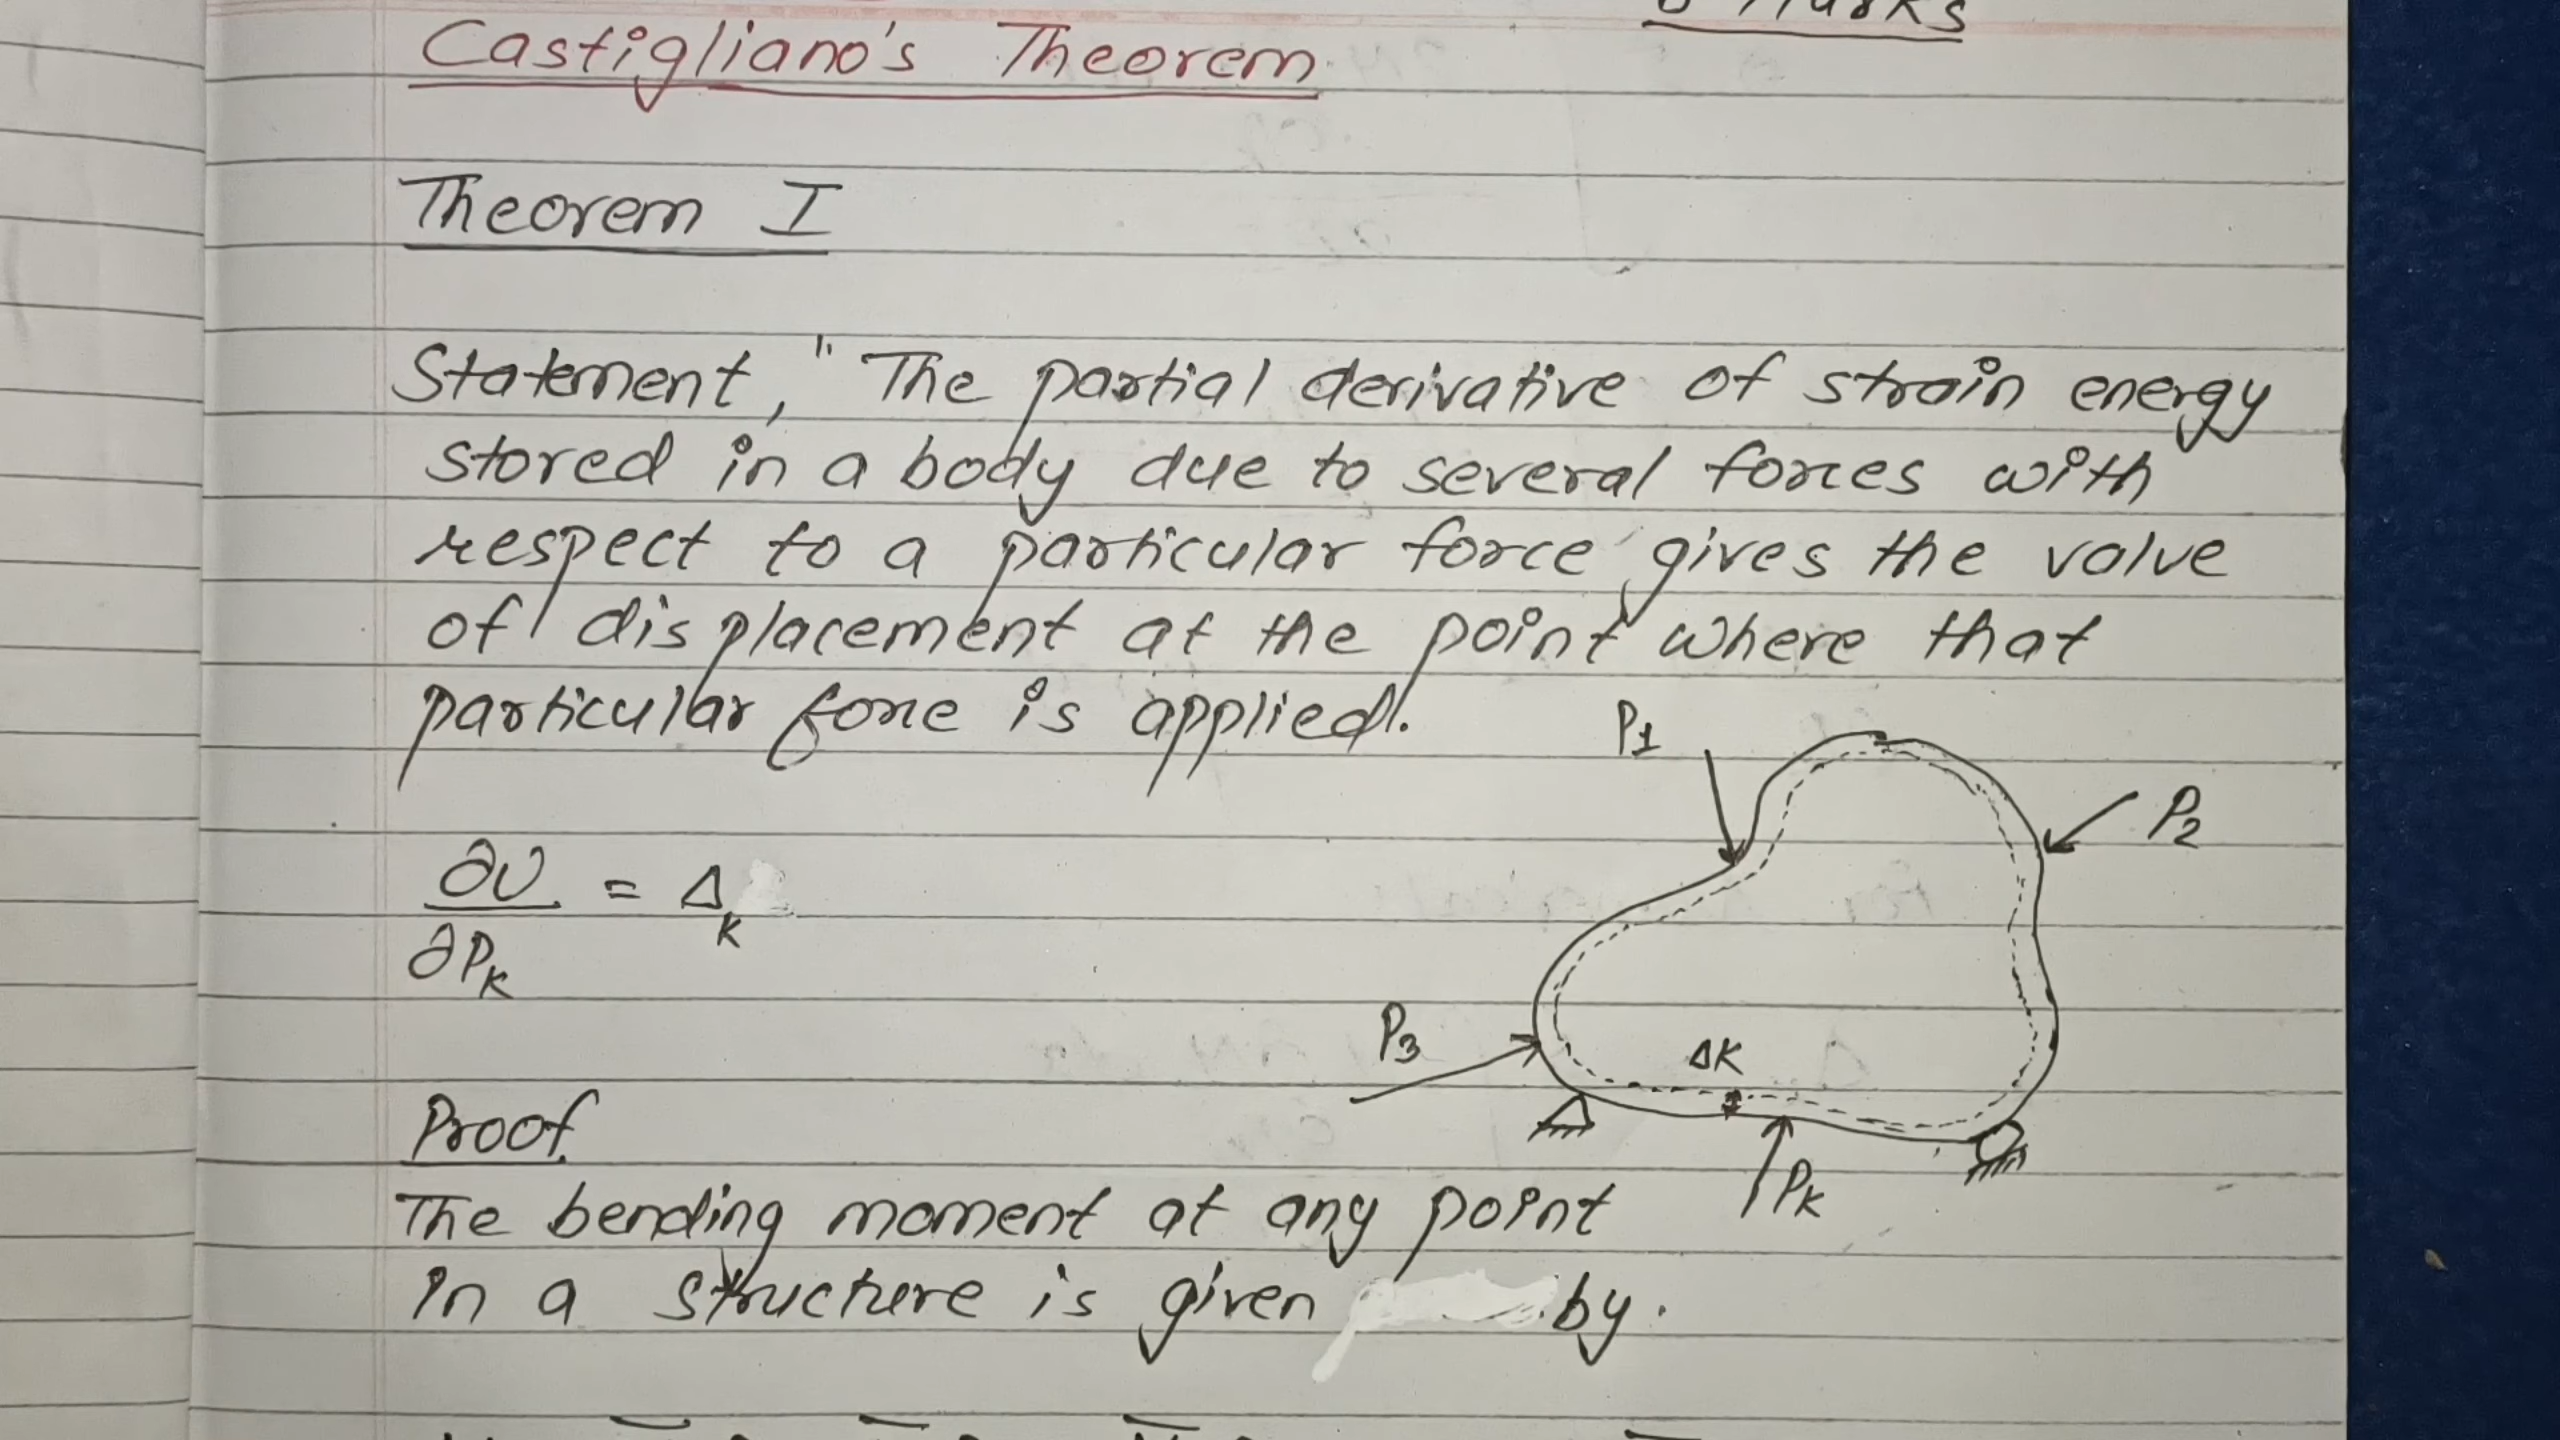 Marks
Castigliano's Theorem
Theorem I
Statement, " The partial derivative of strain energy
stored in a body due to several forces with
respect to a particular force gives the value
of displacement at the point where that
particular force is applied.
P1
P2
∂U/∂PK = ΔK
P3
ΔK
PK
Proof
The bending moment at any point
in a structure is given by.